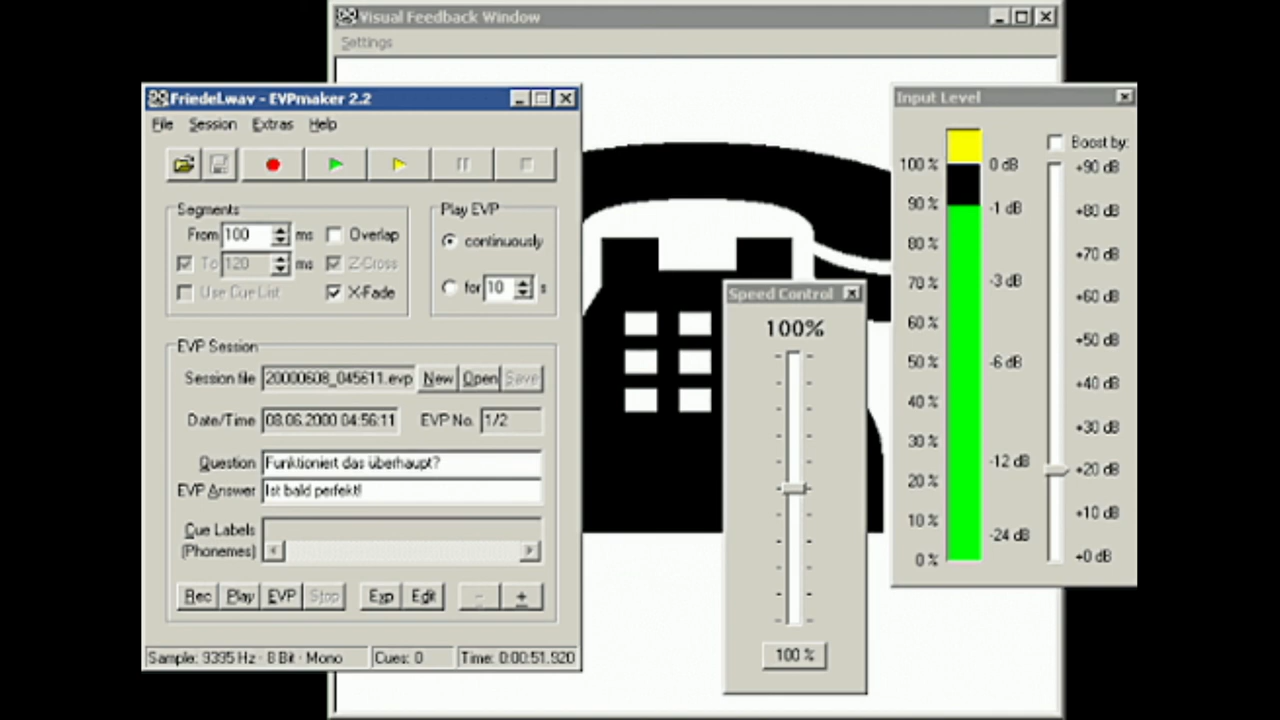 Visual Feedback Window
Settings
Friedel.wav - EVPmaker 2.2
File Session Extras Help
Segments
From 100 ms Overlap
To 120 ms Z-Cross
Use Cue List X-Fade
Play EVP
continuously
for 10 s
EVP Session
Session file 20000608_045611.evp New Open Save
Date/Time 08.06.2000 04:56:11 EVP No. 1/2
Question Funktioniert das überhaupt?
EVP Answer Ist bald perfekt!
Cue Labels
(Phonemes)
Rec Play EVP Stop Exp Edit - +
Sample: 9395 Hz - 8 Bit - Mono Cues: 0 Time: 0:00:51.920
Speed Control
100%
100 %
Input Level
Boost by:
100 % 0 dB +90 dB
90 % -1 dB +80 dB
80 % +70 dB
70 % -3 dB +60 dB
60 % +50 dB
50 % -6 dB +40 dB
40 % +30 dB
30 % -12 dB +20 dB
20 % +10 dB
10 % -24 dB
0 % +0 dB